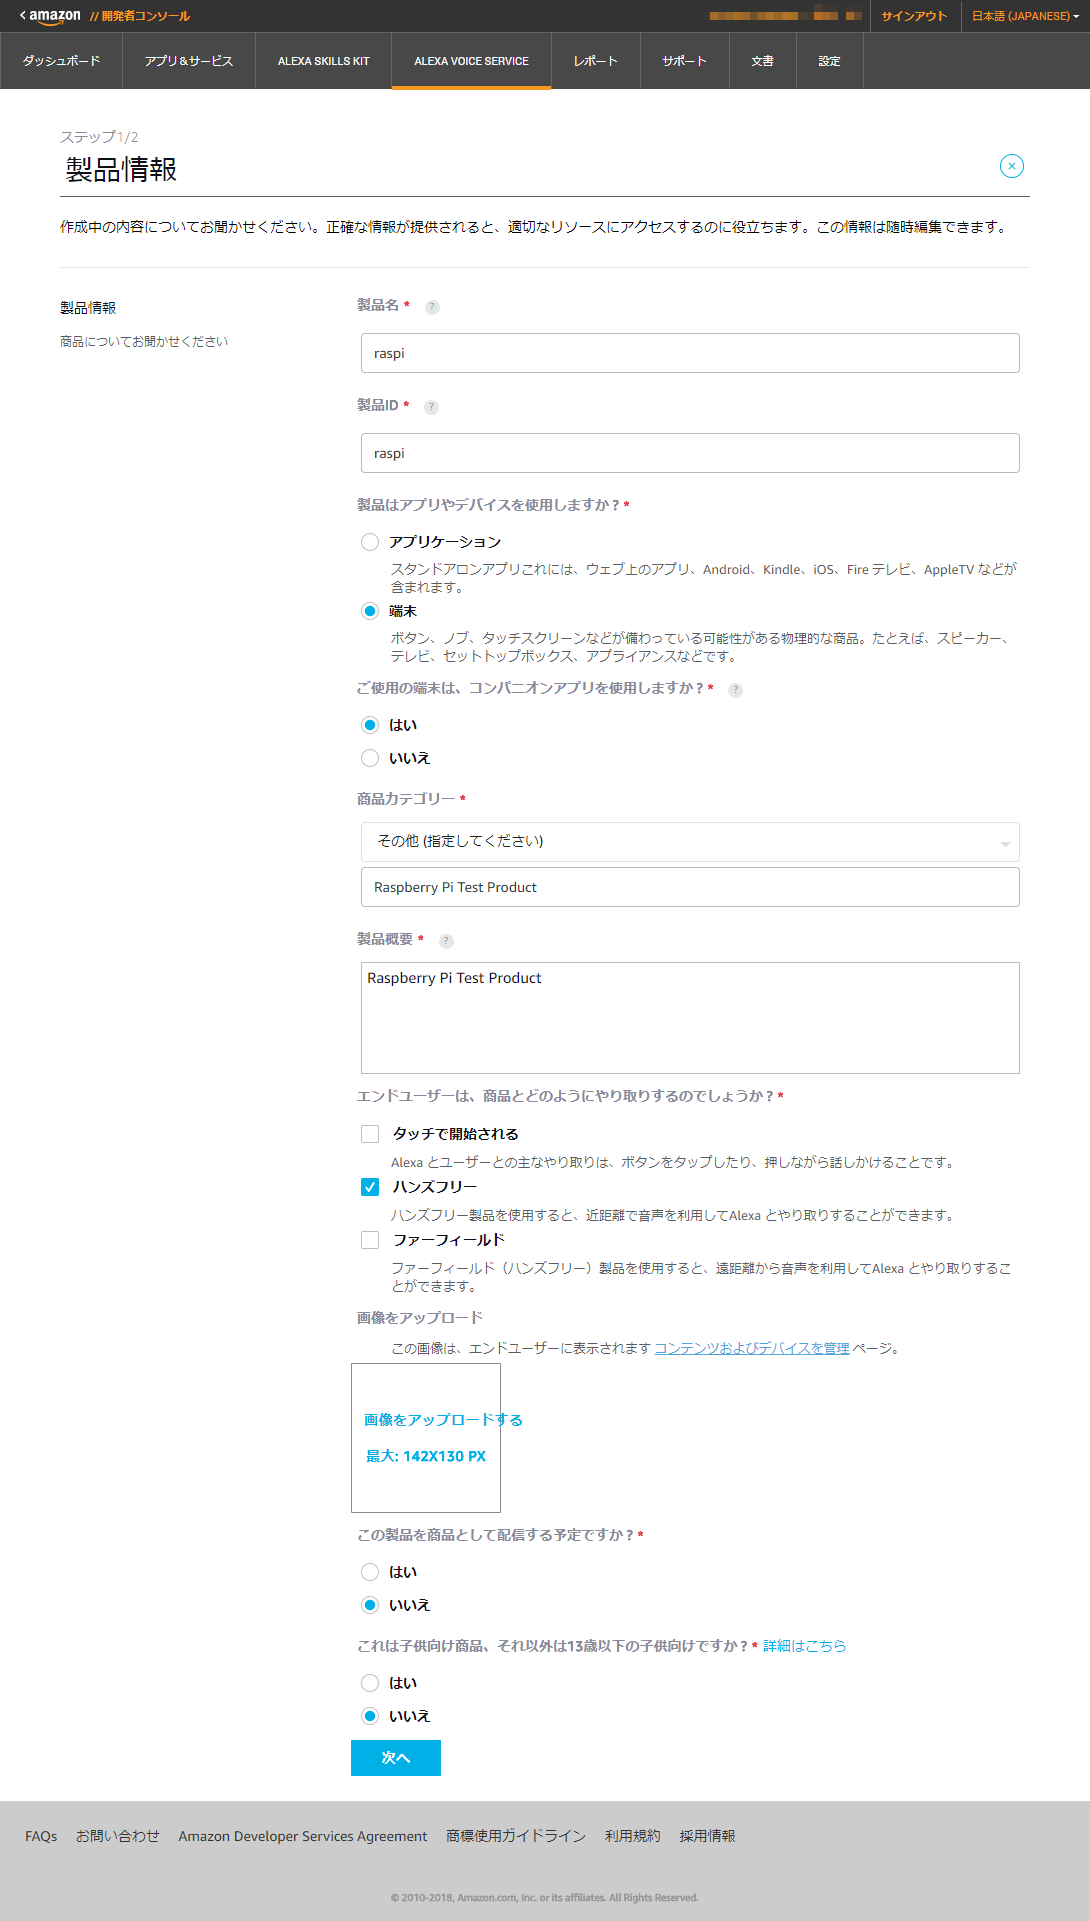 amazon // 開発者コンソール
サインアウト
日本語 (JAPANESE)
ダッシュボード
アプリ&サービス
ALEXA SKILLS KIT
ALEXA VOICE SERVICE
レポート
サポート
文書
設定
ステップ1/2
製品情報
作成中の内容についてお聞かせください。正確な情報が提供されると、適切なリソースにアクセスするのに役立ちます。この情報は随時編集できます。
製品情報
商品についてお聞かせください
製品名 * ?
raspi
製品ID * ?
raspi
製品はアプリやデバイスを使用しますか? *
アプリケーション
スタンドアロンアプリこれには、ウェブ上のアプリ、Android、Kindle、iOS、Fire テレビ、AppleTV などが
含まれます。
端末
ボタン、ノブ、タッチスクリーンなどが備わっている可能性がある物理的な商品。たとえば、スピーカー、
テレビ、セットトップボックス、アプライアンスなどです。
ご使用の端末は、コンパニオンアプリを使用しますか? * ?
はい
いいえ
商品カテゴリー *
その他 (指定してください)
Raspberry Pi Test Product
製品概要 * ?
Raspberry Pi Test Product
エンドユーザーは、商品とどのようにやり取りするのでしょうか? *
タッチで開始される
Alexa とユーザーとの主なやり取りは、ボタンをタップしたり、押しながら話しかけることです。
ハンズフリー
ハンズフリー製品を使用すると、近距離で音声を利用してAlexa とやり取りすることができます。
ファーフィールド
ファーフィールド（ハンズフリー）製品を使用すると、遠距離から音声を利用してAlexa とやり取りするこ
とができます。
画像をアップロード
この画像は、エンドユーザーに表示されます コンテンツおよびデバイスを管理 ページ。
画像をアップロードする
最大: 142X130 PX
この製品を商品として配信する予定ですか? *
はい
いいえ
これは子供向け商品、それ以外は13歳以下の子供向けですか? * 詳細はこちら
はい
いいえ
次へ
FAQs
お問い合わせ
Amazon Developer Services Agreement
商標使用ガイドライン
利用規約
採用情報
© 2010-2018, Amazon.com, Inc. or its affiliates. All Rights Reserved.